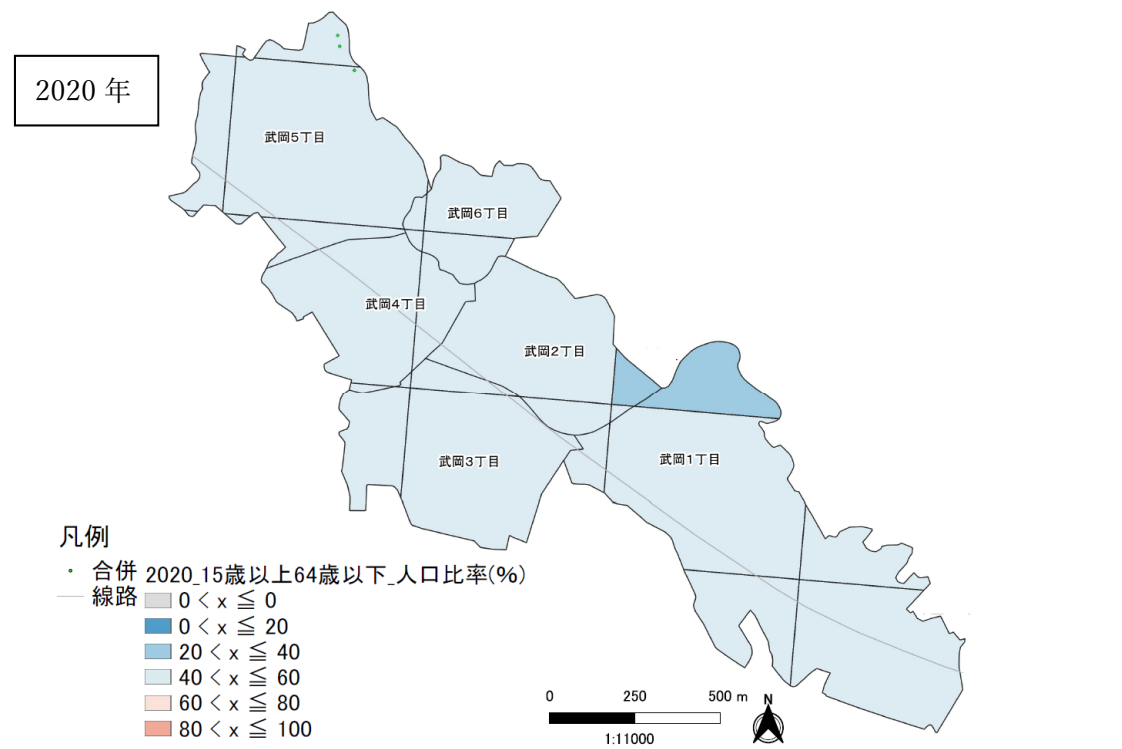 2020 年
武岡5丁目
武岡6丁目
武岡4丁目
武岡2丁目
武岡3丁目
武岡1丁目
凡例
合併
線路
2020_15歳以上64歳以下_人口比率(%)
0 < x ≦ 0
0 < x ≦ 20
20 < x ≦ 40
40 < x ≦ 60
60 < x ≦ 80
80 < x ≦ 100
0 250 500 m
1:11000
N